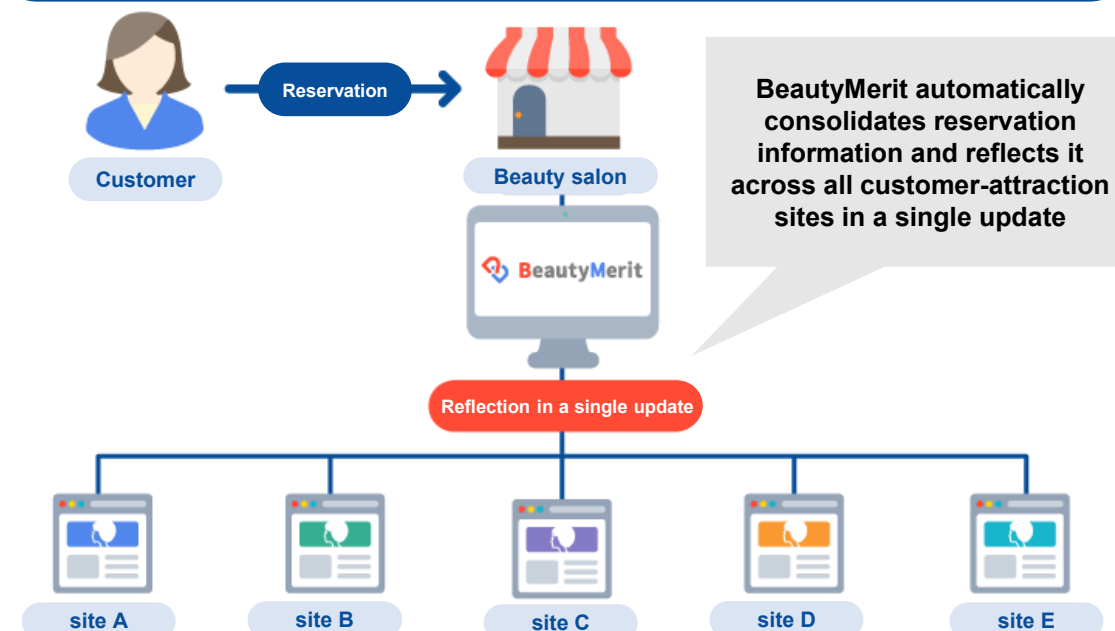 Reservation
Customer
Beauty salon
BeautyMerit automatically
consolidates reservation
information and reflects it
across all customer-attraction
sites in a single update
BeautyMerit
Reflection in a single update
site A
site B
site C
site D
site E